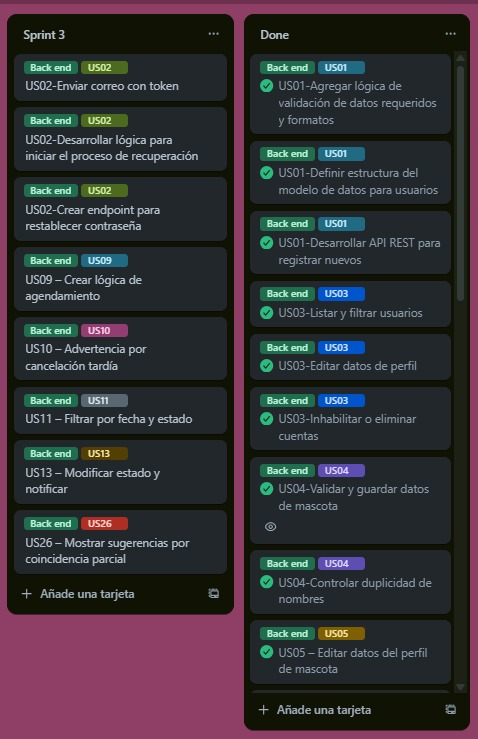 Sprint 3
Back end US02
US02-Enviar correo con token
Back end US02
US02-Desarrollar lógica para
iniciar el proceso de recuperación
Back end US02
US02-Crear endpoint para
restablecer contraseña
Back end US09
US09 – Crear lógica de
agendamiento
Back end US10
US10 – Advertencia por
cancelación tardía
Back end US11
US11 – Filtrar por fecha y estado
Back end US13
US13 – Modificar estado y
notificar
Back end US26
US26 – Mostrar sugerencias por
coincidencia parcial
Añade una tarjeta
Done
Back end US01
US01-Agregar lógica de
validación de datos requeridos
y formatos
Back end US01
US01-Definir estructura del
modelo de datos para usuarios
Back end US01
US01-Desarrollar API REST para
registrar nuevos
Back end US03
US03-Listar y filtrar usuarios
Back end US03
US03-Editar datos de perfil
Back end US03
US03-Inhabilitar o eliminar
cuentas
Back end US04
US04-Validar y guardar datos
de mascota
Back end US04
US04-Controlar duplicidad de
nombres
Back end US05
US05 – Editar datos del perfil
de mascota
Añade una tarjeta